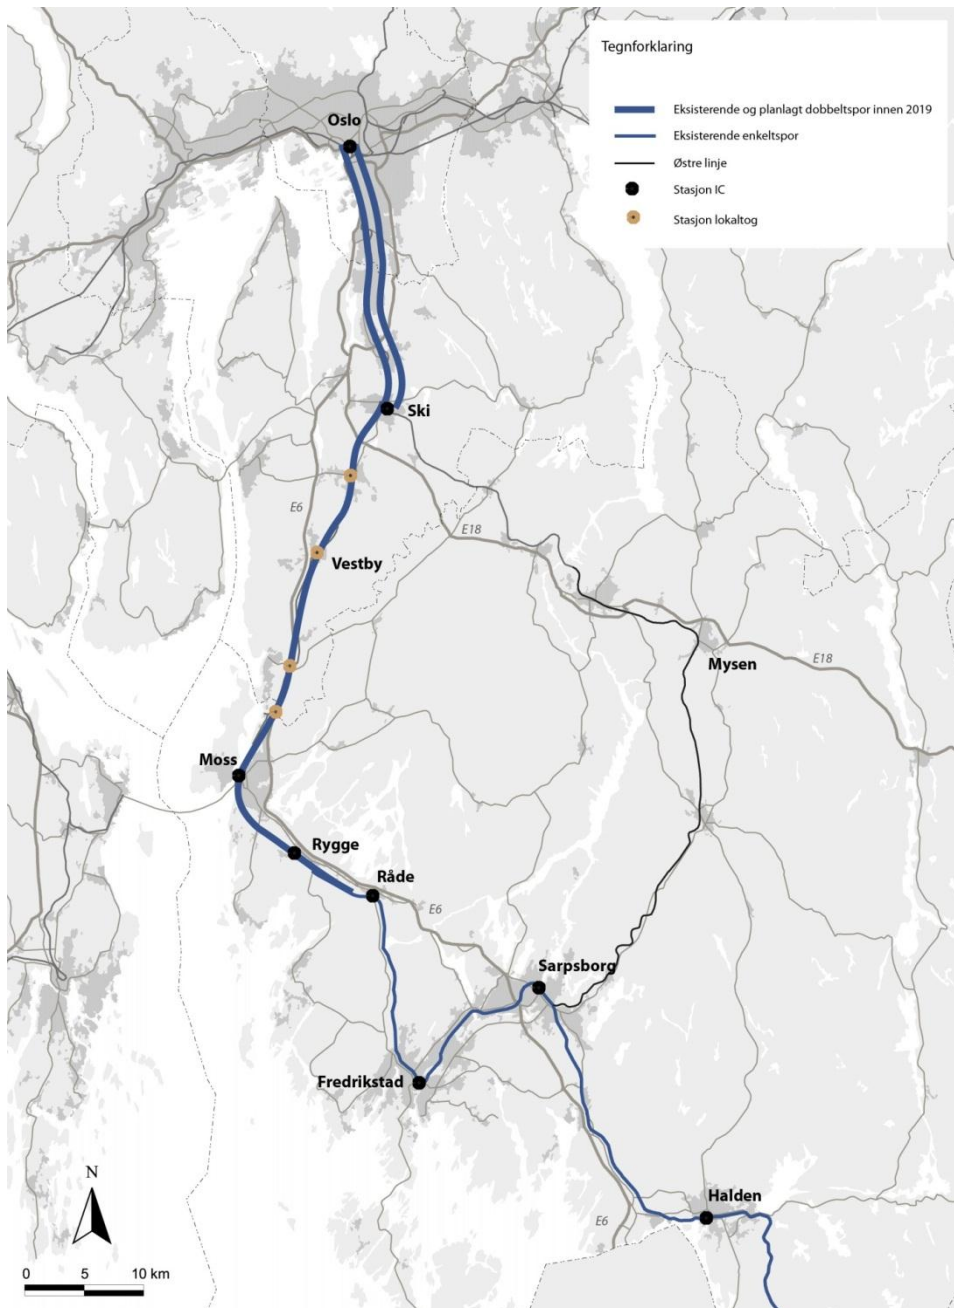 Tegnforklaring
Eksisterende og planlagt dobbeltspor innen 2019
Eksisterende enkeltspor
Østre linje
Stasjon IC
Stasjon lokaltog
Oslo
Ski
E6
E18
Vestby
Mysen
E18
Moss
Rygge
Råde
E6
Sarpsborg
Fredrikstad
N
Halden
E6
0 5 10 km